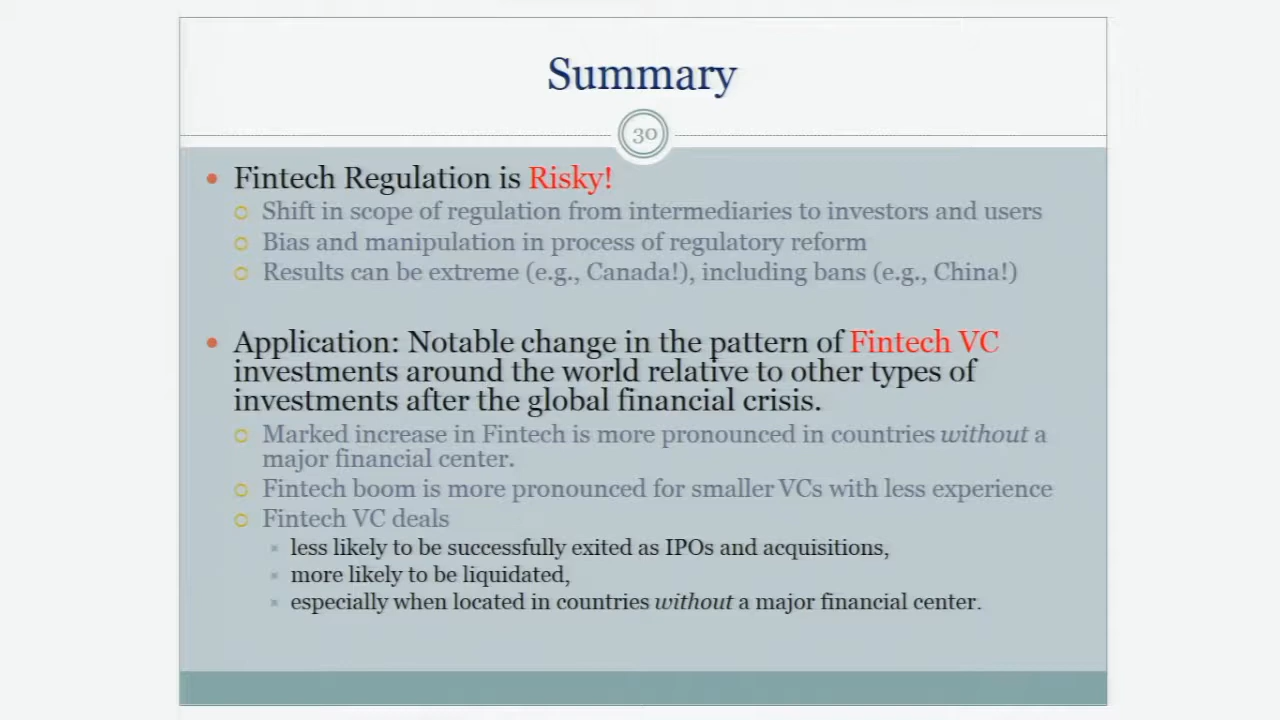 Summary
30
Fintech Regulation is Risky!
Shift in scope of regulation from intermediaries to investors and users
Bias and manipulation in process of regulatory reform
Results can be extreme (e.g., Canada!), including bans (e.g., China!)
Application: Notable change in the pattern of Fintech VC
investments around the world relative to other types of
investments after the global financial crisis.
Marked increase in Fintech is more pronounced in countries without a
major financial center.
Fintech boom is more pronounced for smaller VCs with less experience
Fintech VC deals
less likely to be successfully exited as IPOs and acquisitions,
more likely to be liquidated,
especially when located in countries without a major financial center.